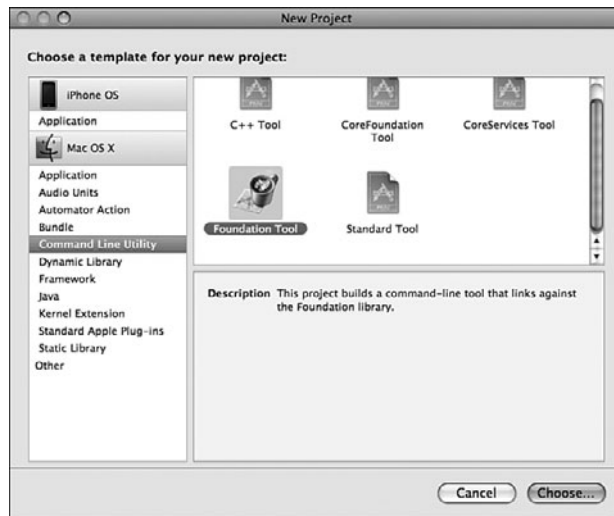 New Project
Choose a template for your new project:
iPhone OS
Application
Mac OS X
Application
Audio Units
Automator Action
Bundle
Command Line Utility
Dynamic Library
Framework
Java
Kernel Extension
Standard Apple Plug-ins
Static Library
Other
C++ Tool
CoreFoundation
Tool
CoreServices Tool
Foundation Tool
Standard Tool
Description This project builds a command-line tool that links against
the Foundation library.
Cancel
Choose...